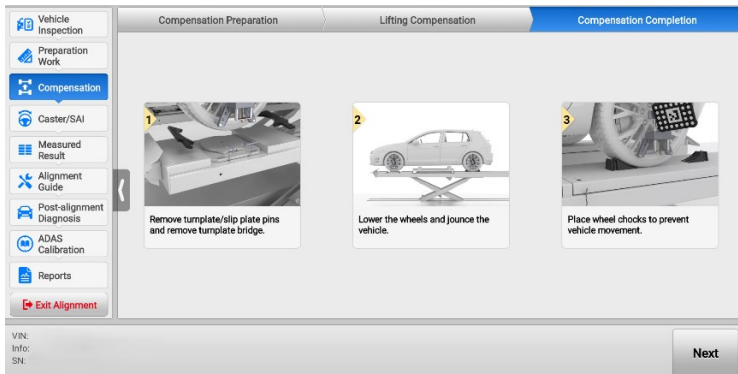 Vehicle
Inspection
Preparation
Work
Compensation
Caster/SAI
Measured
Result
Alignment
Guide
Post-alignment
Diagnosis
ADAS
Calibration
Reports
Exit Alignment
Compensation Preparation
Lifting Compensation
Compensation Completion
1
Remove turnplate/slip plate pins
and remove turnplate bridge.
2
Lower the wheels and jounce the
vehicle.
3
Place wheel chocks to prevent
vehicle movement.
VIN:
Info:
SN:
Next